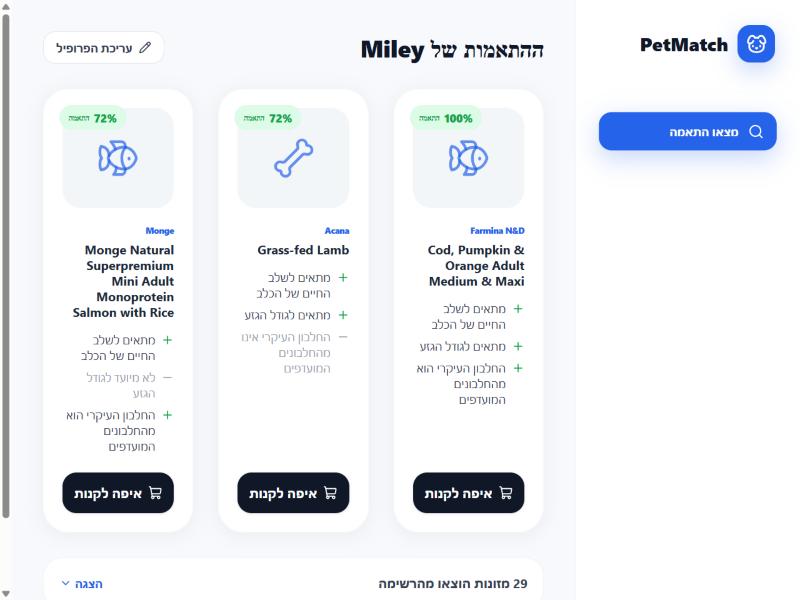 PetMatch
מצאו התאמה
ההתאמות של Miley
עריכת הפרופיל
100% התאמה
Farmina N&D
Cod, Pumpkin &
Orange Adult
Medium & Maxi
+ מתאים לשלב
החיים של הכלב
+ מתאים לגודל הגזע
+ החלבון העיקרי הוא
מהחלבונים
המועדפים
איפה לקנות
72% התאמה
Acana
Grass-fed Lamb
+ מתאים לשלב
החיים של הכלב
+ מתאים לגודל הגזע
− החלבון העיקרי אינו
מהחלבונים
המועדפים
איפה לקנות
72% התאמה
Monge
Monge Natural
Superpremium
Mini Adult
Monoprotein
Salmon with Rice
+ מתאים לשלב
החיים של הכלב
− לא מיועד לגודל
הגזע
+ החלבון העיקרי הוא
מהחלבונים
המועדפים
איפה לקנות
29 מזונות הוצאו מהרשימה
הצגה